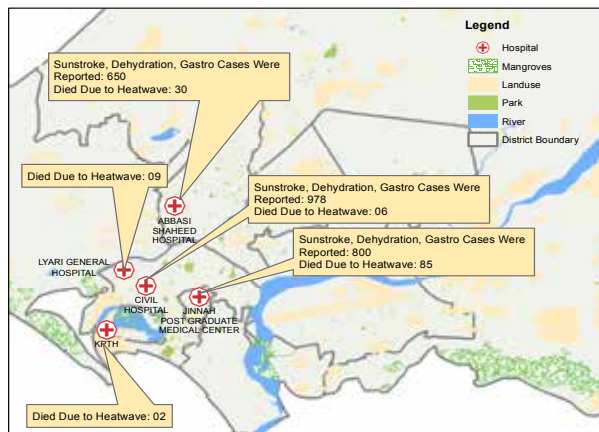 Sunstroke, Dehydration, Gastro Cases Were
Reported: 650
Died Due to Heatwave: 30
Legend
Hospital
Mangroves
Landuse
Park
River
District Boundary
Died Due to Heatwave: 09
Sunstroke, Dehydration, Gastro Cases Were
Reported: 978
Died Due to Heatwave: 06
ABBASI
SHAHEED
HOSPITAL
Sunstroke, Dehydration, Gastro Cases Were
Reported: 800
Died Due to Heatwave: 85
LYARI GENERAL
HOSPITAL
CIVIL
HOSPITAL
JINNAH
POST GRADUATE
MEDICAL CENTER
KPTH
Died Due to Heatwave: 02